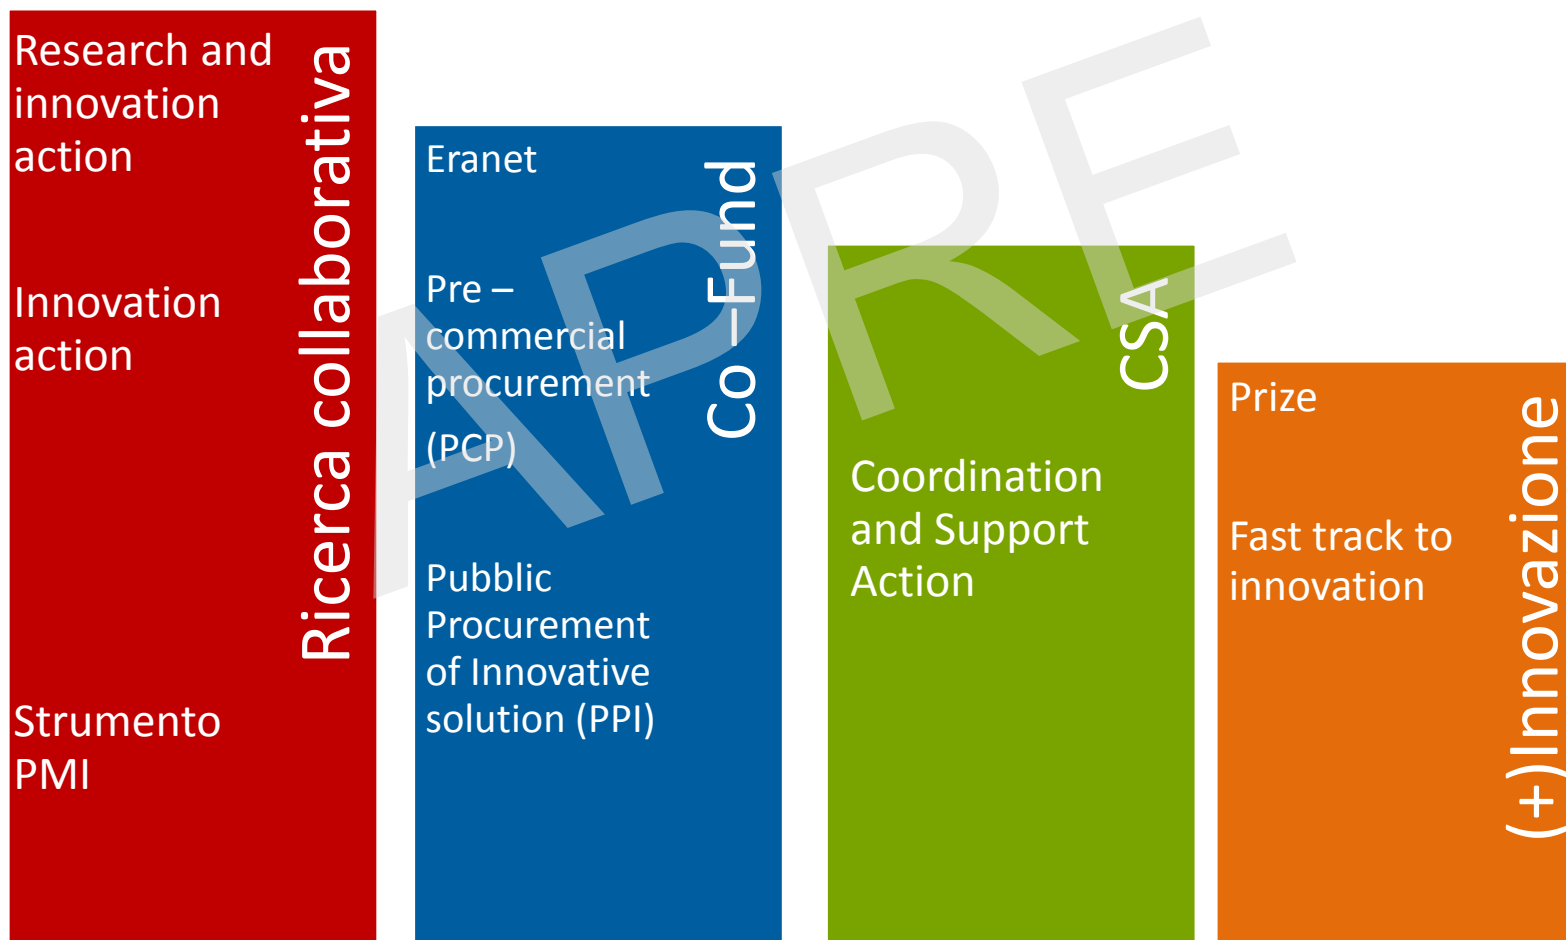 Research and
innovation
action
Innovation
action
Strumento
PMI
Ricerca collaborativa
Eranet
Pre –
commercial
procurement
(PCP)
Pubblic
Procurement
of Innovative
solution (PPI)
Co –Fund
Coordination
and Support
Action
CSA
Prize
Fast track to
innovation
(+)Innovazione
APRE